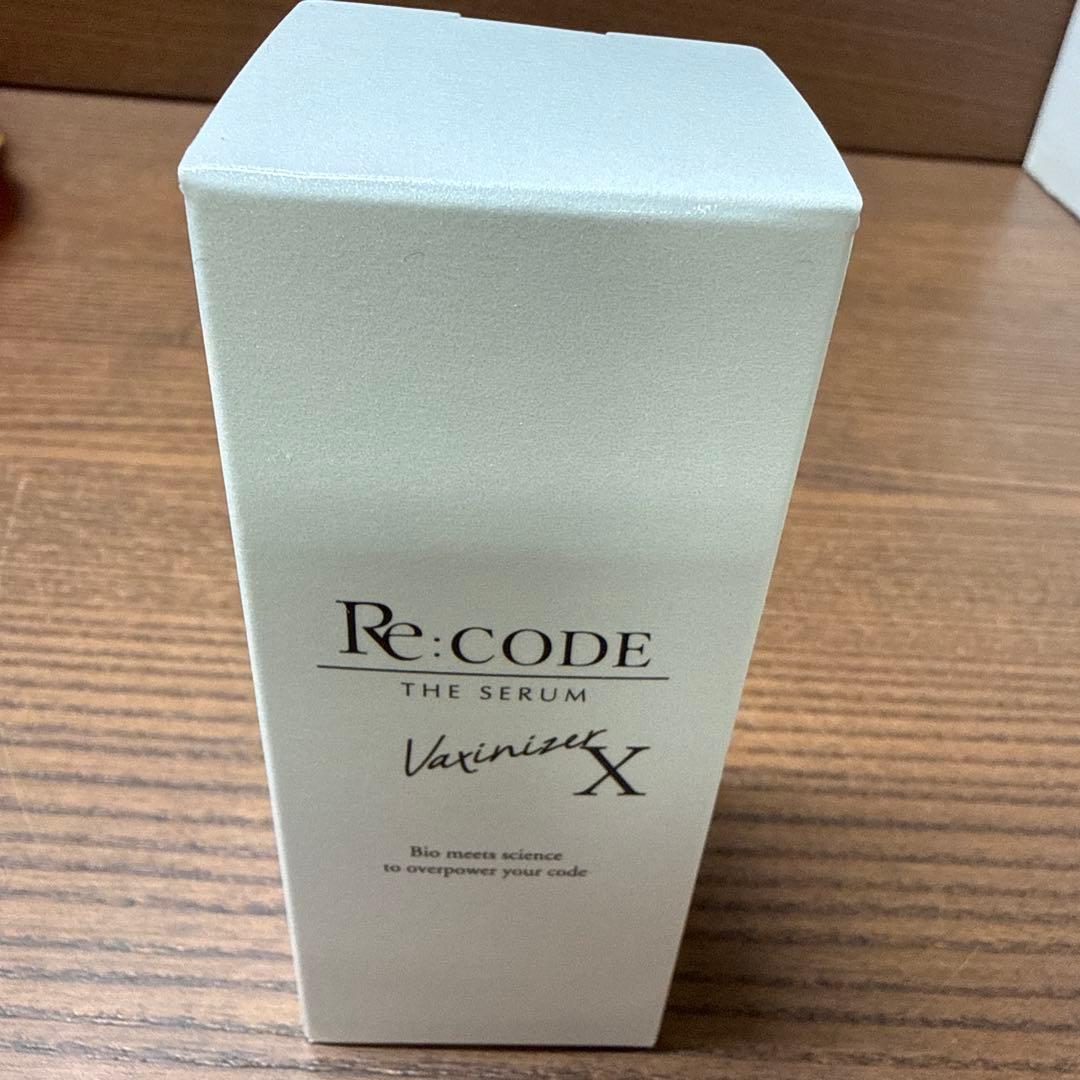 Re:CODE
THE SERUM
Vaxinizer
X
Bio meets science
to overpower your code